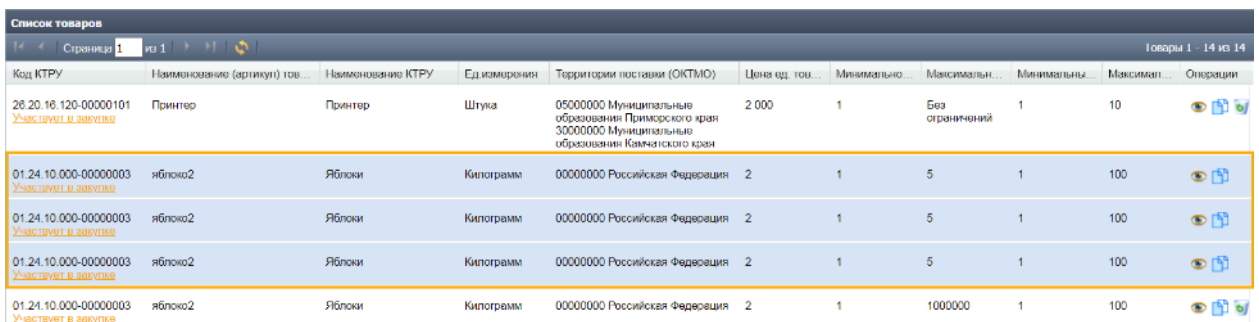 Список товаров
Страница 1 из 1 Товары 1 - 14 из 14
Код КТРУ Наименование (артикул) тов... Наименование КТРУ Ед.измерения Территории поставки (ОКТМО) Цена ед. тов... Минимально... Максимальн... Минимальны... Максимал... Операции
26.20.16.120-00000101 Принтер Принтер Штука 05000000 Муниципальные 2 000 1 Без 1 10
Участвует в закупке образования Приморского края ограничений
30000000 Муниципальные
образования Камчатского края
01.24.10.000-00000003 яблоко2 Яблоки Килограмм 00000000 Российская Федерация 2 1 5 1 100
Участвует в закупке
01.24.10.000-00000003 яблоко2 Яблоки Килограмм 00000000 Российская Федерация 2 1 5 1 100
Участвует в закупке
01.24.10.000-00000003 яблоко2 Яблоки Килограмм 00000000 Российская Федерация 2 1 5 1 100
Участвует в закупке
01.24.10.000-00000003 яблоко2 Яблоки Килограмм 00000000 Российская Федерация 2 1 1000000 1 100
Участвует в закупке